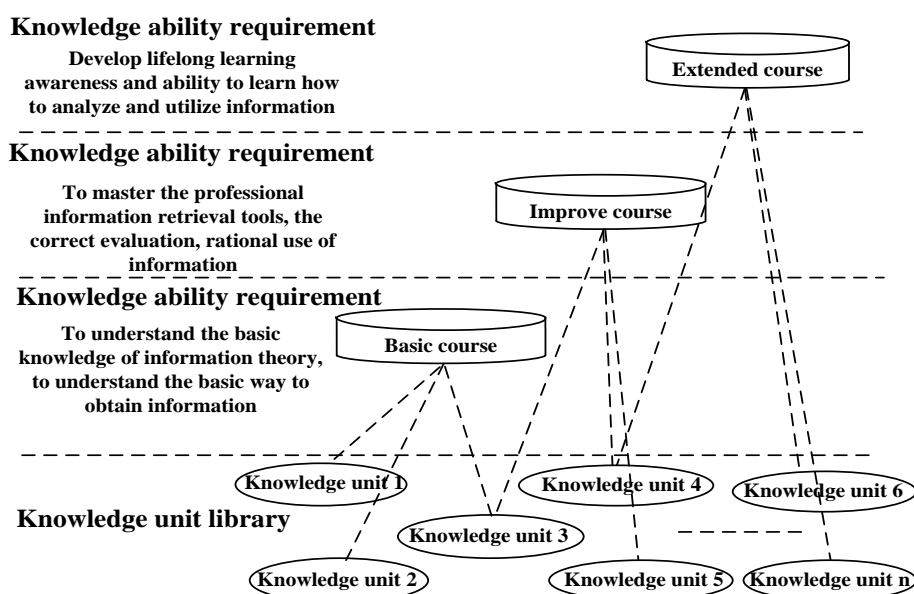 Knowledge ability requirement
Develop lifelong learning
awareness and ability to learn how
to analyze and utilize information
Extended course
Knowledge ability requirement
To master the professional
information retrieval tools, the
correct evaluation, rational use of
information
Improve course
Knowledge ability requirement
To understand the basic
knowledge of information theory,
to understand the basic way to
obtain information
Basic course
Knowledge unit 1
Knowledge unit 4
Knowledge unit 6
Knowledge unit library
Knowledge unit 3
Knowledge unit 2
Knowledge unit 5
Knowledge unit n